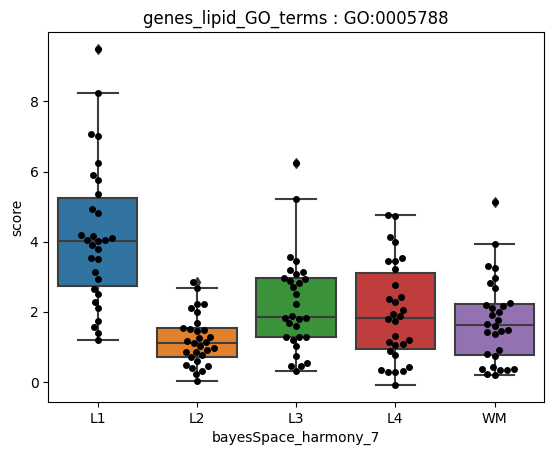 genes_lipid_GO_terms : GO:0005788
score
8
6
4
2
0
L1 L2 L3 L4 WM
bayesSpace_harmony_7